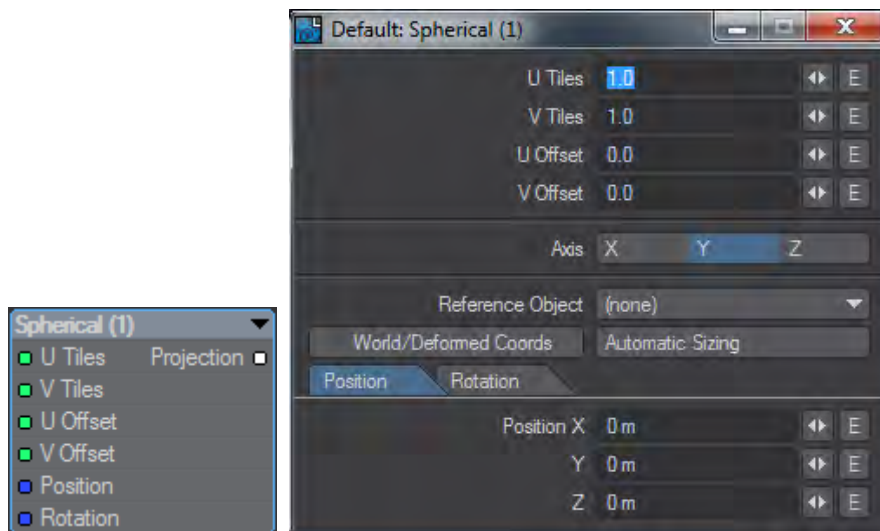 Spherical (1)
U Tiles Projection
V Tiles
U Offset
V Offset
Position
Rotation
Default: Spherical (1)
U Tiles 1.0 E
V Tiles 1.0 E
U Offset 0.0 E
V Offset 0.0 E
Axis X Y Z
Reference Object (none)
World/Deformed Coords Automatic Sizing
Position Rotation
Position X 0 m E
Y 0 m E
Z 0 m E